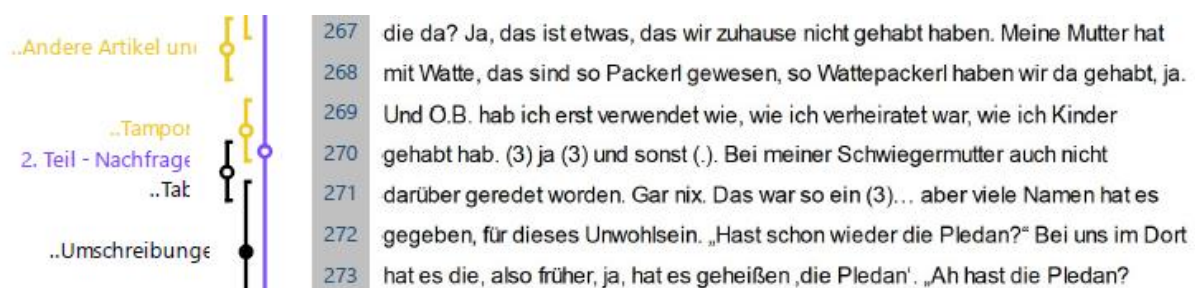 ..Andere Artikel un
267 die da? Ja, das ist etwas, das wir zuhause nicht gehabt haben. Meine Mutter hat
268 mit Watte, das sind so Packerl gewesen, so Wattepackerl haben wir da gehabt, ja.
269 Und O.B. hab ich erst verwendet wie, wie ich verheiratet war, wie ich Kinder
..Tampor
270 gehabt hab. (3) ja (3) und sonst (.). Bei meiner Schwiegermutter auch nicht
2. Teil - Nachfrage
271 darüber geredet worden. Gar nix. Das war so ein (3)… aber viele Namen hat es
..Tab
272 gegeben, für dieses Unwohlsein. „Hast schon wieder die Pledan?“ Bei uns im Dort
..Umschreibunge
273 hat es die, also früher, ja, hat es geheißen ‚die Pledan‘. „Ah hast die Pledan?